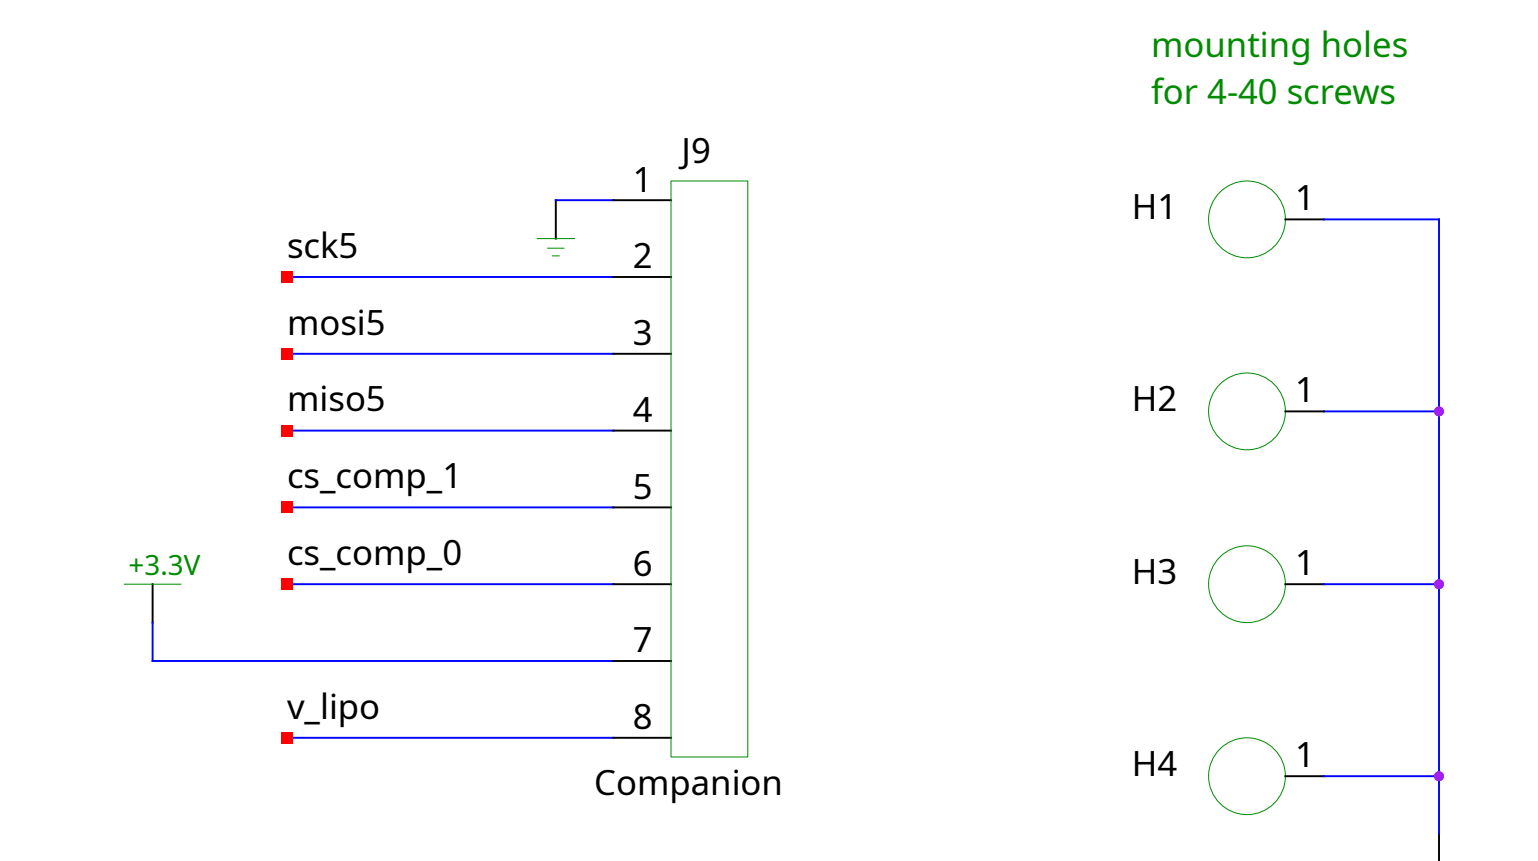 mounting holes
for 4-40 screws
J9
1
sck5
2
mosi5
3
miso5
4
cs_comp_1
5
cs_comp_0
6
+3.3V
7
v_lipo
8
Companion
H1
1
H2
1
H3
1
H4
1